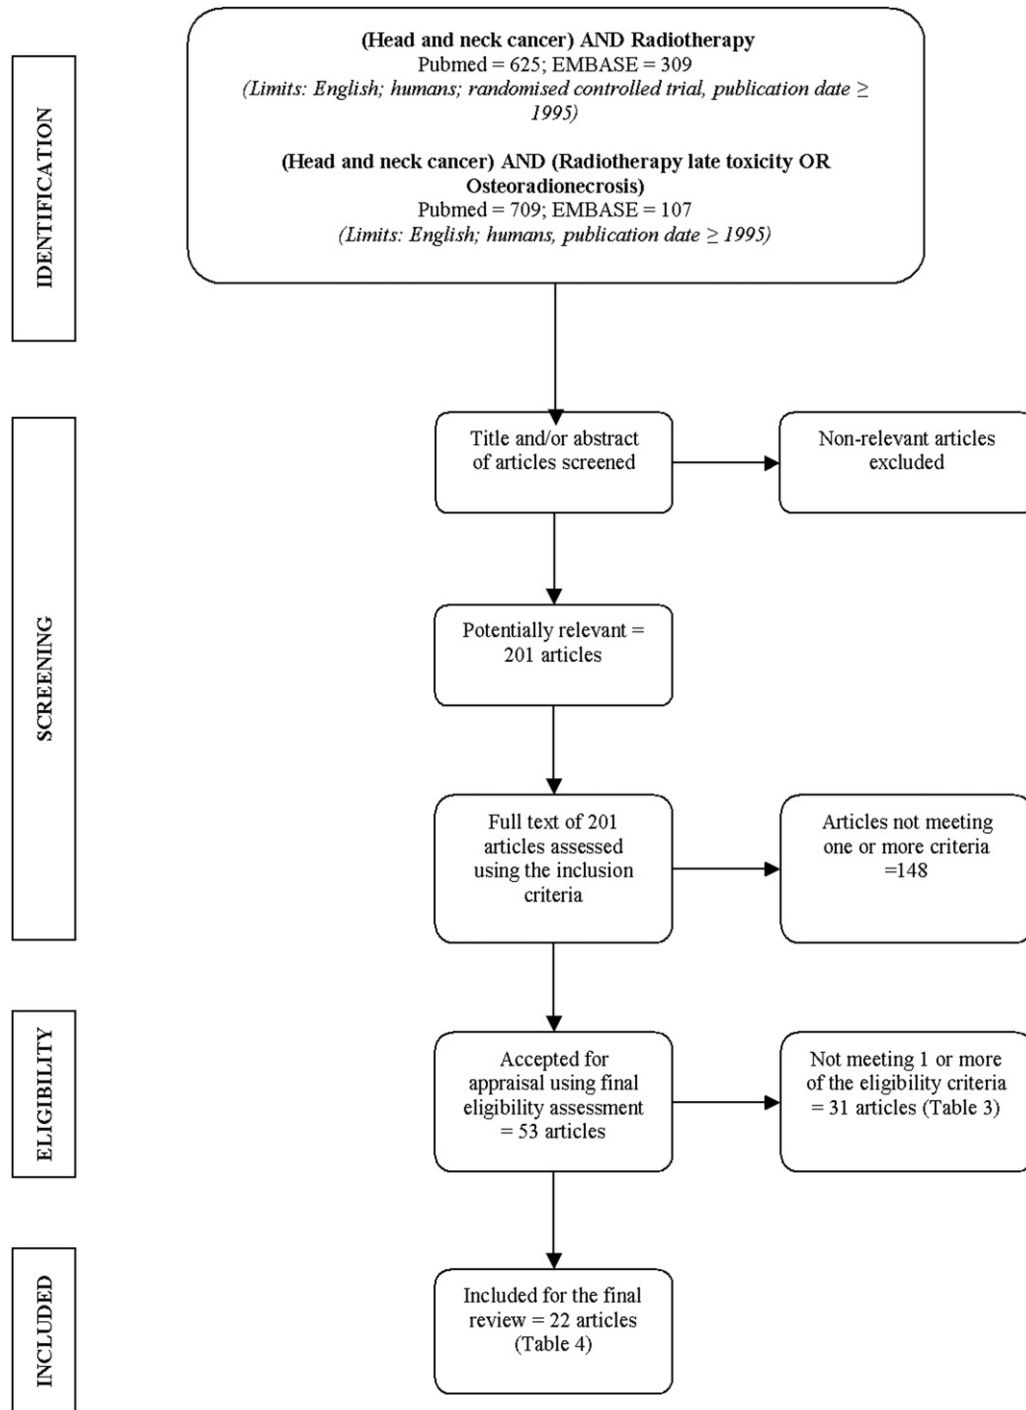 IDENTIFICATION
(Head and neck cancer) AND Radiotherapy
Pubmed = 625; EMBASE = 309
(Limits: English; humans; randomised controlled trial, publication date ≥
1995)
(Head and neck cancer) AND (Radiotherapy late toxicity OR
Osteoradionecrosis)
Pubmed = 709; EMBASE = 107
(Limits: English; humans, publication date ≥ 1995)
SCREENING
Title and/or abstract
of articles screened
Non-relevant articles
excluded
Potentially relevant =
201 articles
Full text of 201
articles assessed
using the inclusion
criteria
Articles not meeting
one or more criteria
=148
ELIGIBILITY
Accepted for
appraisal using final
eligibility assessment
= 53 articles
Not meeting 1 or more
of the eligibility criteria
= 31 articles (Table 3)
INCLUDED
Included for the final
review = 22 articles
(Table 4)